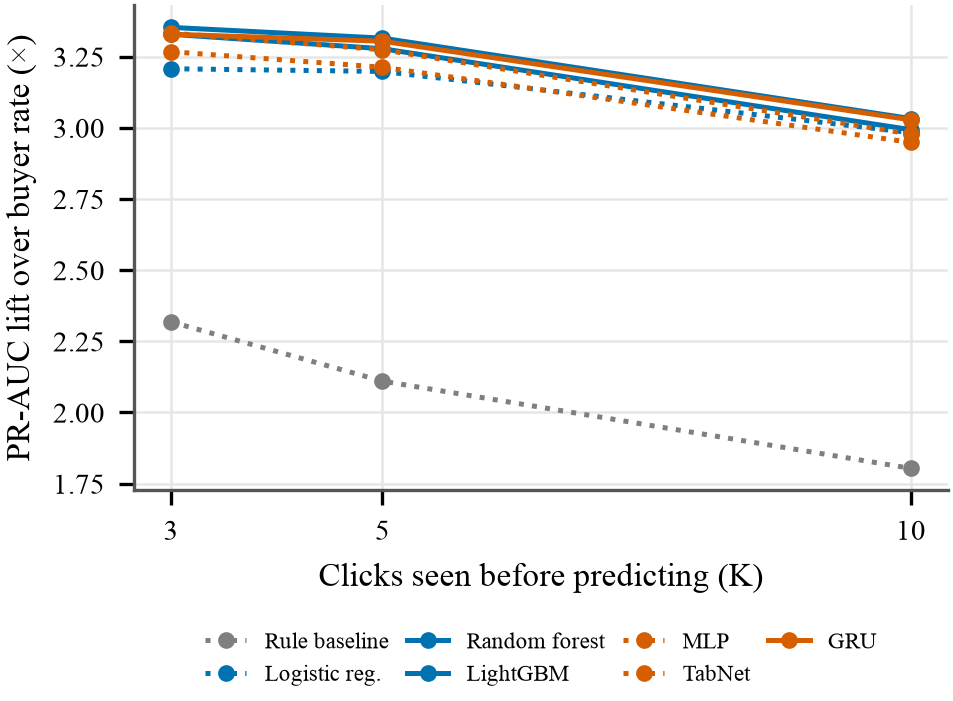 PR-AUC lift over buyer rate (×)
3.25
3.00
2.75
2.50
2.25
2.00
1.75
3 5 10
Clicks seen before predicting (K)
Rule baseline Random forest MLP GRU
Logistic reg. LightGBM TabNet